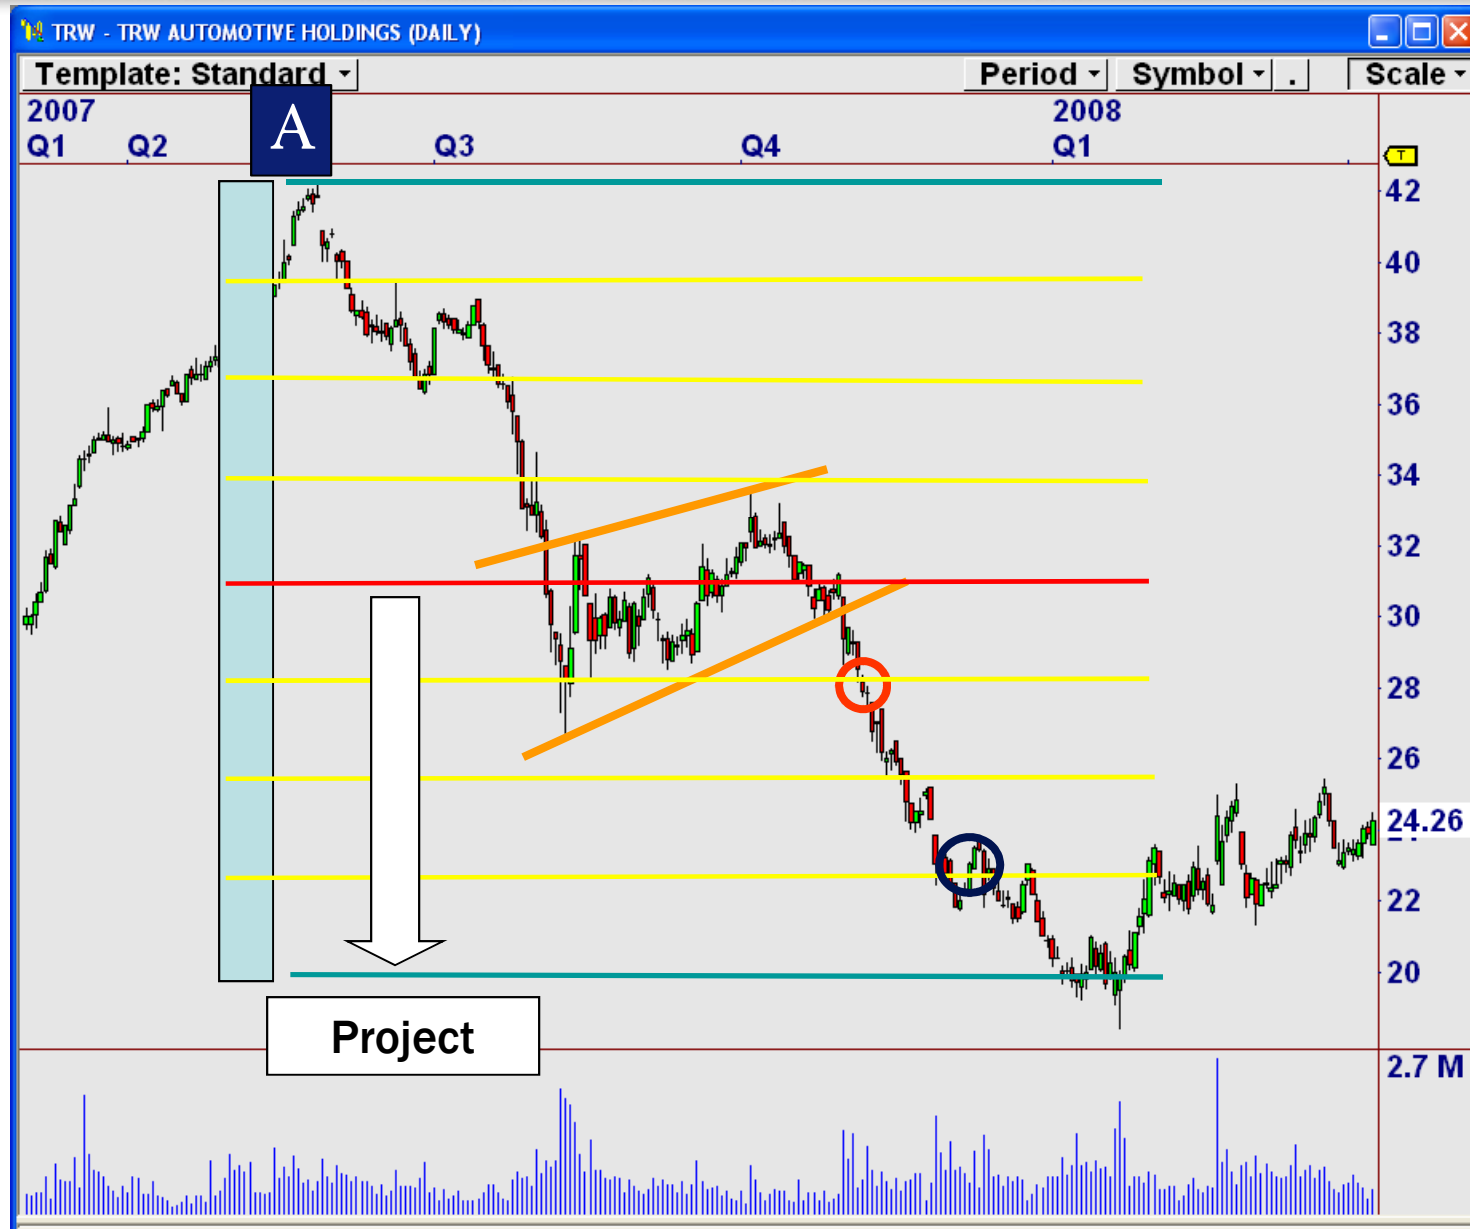 TRW - TRW AUTOMOTIVE HOLDINGS (DAILY)
Template: Standard Period Symbol . Scale
2007 2008
Q1 Q2 A Q3 Q4 Q1
T
42
40
38
36
34
32
30
28
26
24.26
22
20
Project
2.7 M